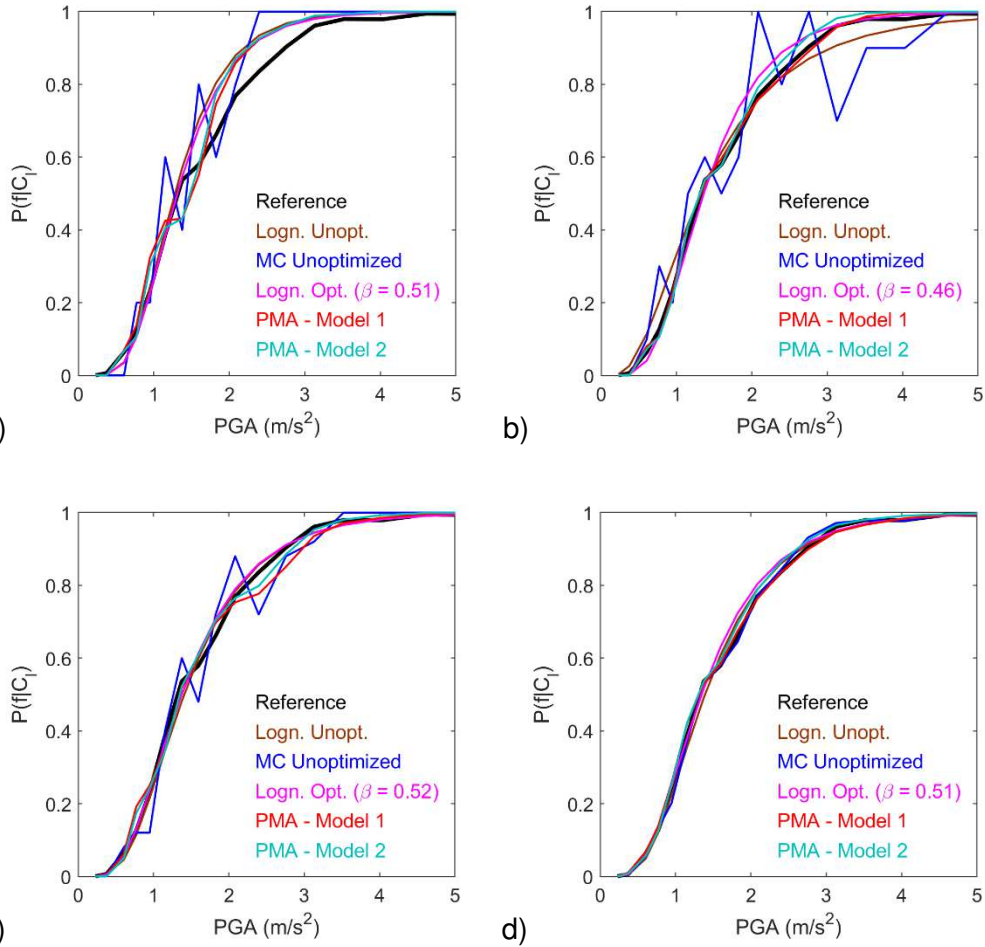 1
0.8
0.6
0.4
0.2
0
P(f|C_l)
Reference
Logn. Unopt.
MC Unoptimized
Logn. Opt. (β = 0.51)
PMA - Model 1
PMA - Model 2
0 1 2 3 4 5
PGA (m/s²)
)
1
0.8
0.6
0.4
0.2
0
P(f|C_l)
Reference
Logn. Unopt.
MC Unoptimized
Logn. Opt. (β = 0.46)
PMA - Model 1
PMA - Model 2
0 1 2 3 4 5
PGA (m/s²)
b)
1
0.8
0.6
0.4
0.2
0
P(f|C_l)
Reference
Logn. Unopt.
MC Unoptimized
Logn. Opt. (β = 0.52)
PMA - Model 1
PMA - Model 2
0 1 2 3 4 5
PGA (m/s²)
)
1
0.8
0.6
0.4
0.2
0
P(f|C_l)
Reference
Logn. Unopt.
MC Unoptimized
Logn. Opt. (β = 0.51)
PMA - Model 1
PMA - Model 2
0 1 2 3 4 5
PGA (m/s²)
d)